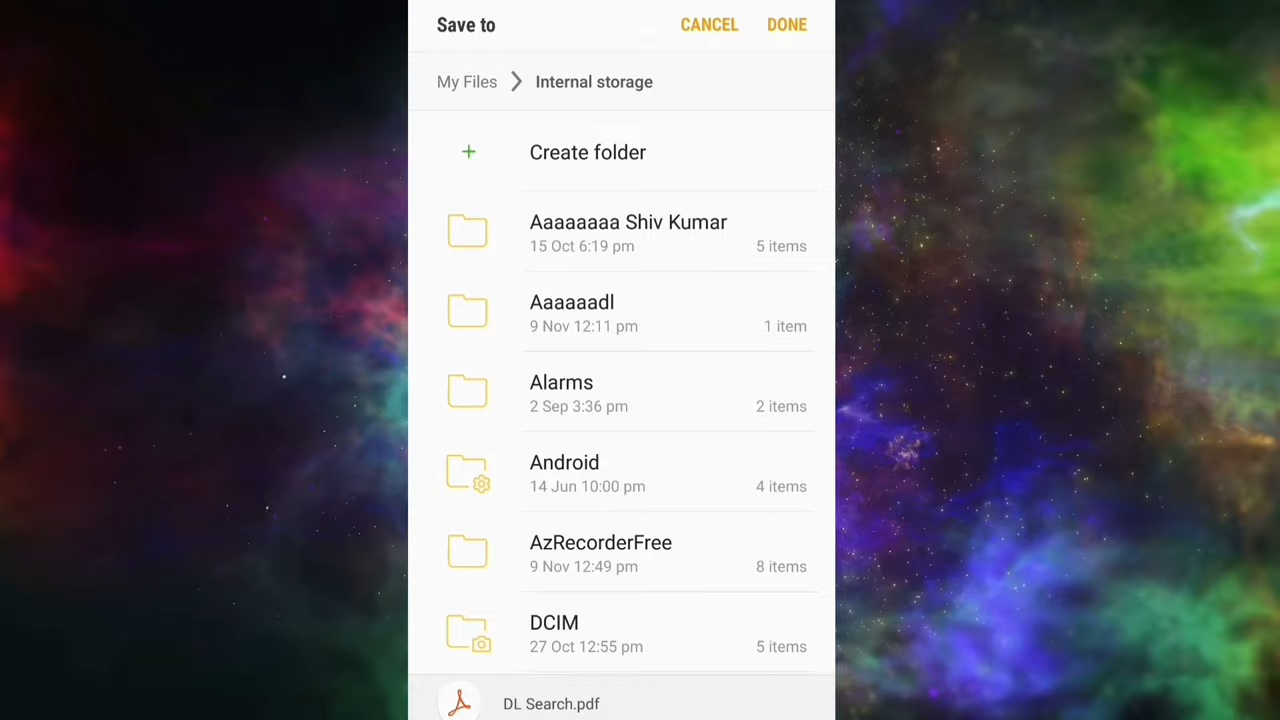 Save to CANCEL DONE
My Files Internal storage
+ Create folder
Aaaaaaaa Shiv Kumar
15 Oct 6:19 pm 5 items
Aaaaaadl
9 Nov 12:11 pm 1 item
Alarms
2 Sep 3:36 pm 2 items
Android
14 Jun 10:00 pm 4 items
AzRecorderFree
9 Nov 12:49 pm 8 items
DCIM
27 Oct 12:55 pm 5 items
DL Search.pdf